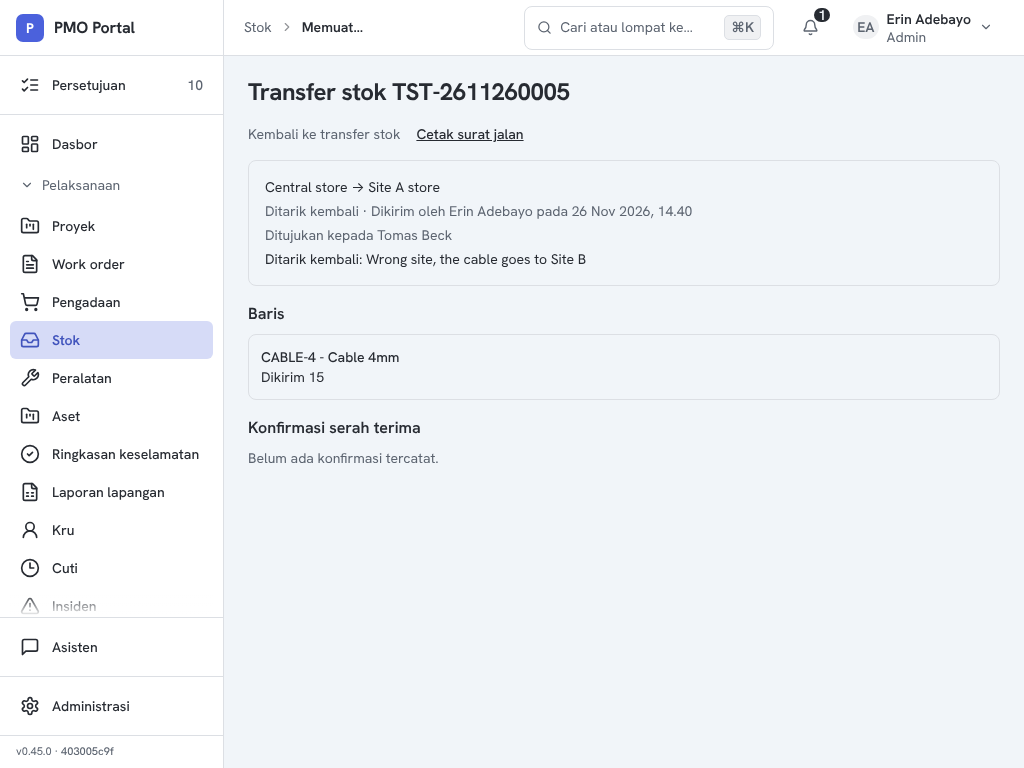 P PMO Portal
Persetujuan 10
Dasbor
Pelaksanaan
Proyek
Work order
Pengadaan
Stok
Peralatan
Aset
Ringkasan keselamatan
Laporan lapangan
Kru
Cuti
Insiden
Asisten
Administrasi
v0.45.0 · 403005c9f
Stok > Memuat...
Cari atau lompat ke... ⌘K
1
EA Erin Adebayo
Admin
Transfer stok TST-2611260005
Kembali ke transfer stok Cetak surat jalan
Central store → Site A store
Ditarik kembali · Dikirim oleh Erin Adebayo pada 26 Nov 2026, 14.40
Ditujukan kepada Tomas Beck
Ditarik kembali: Wrong site, the cable goes to Site B
Baris
CABLE-4 - Cable 4mm
Dikirim 15
Konfirmasi serah terima
Belum ada konfirmasi tercatat.